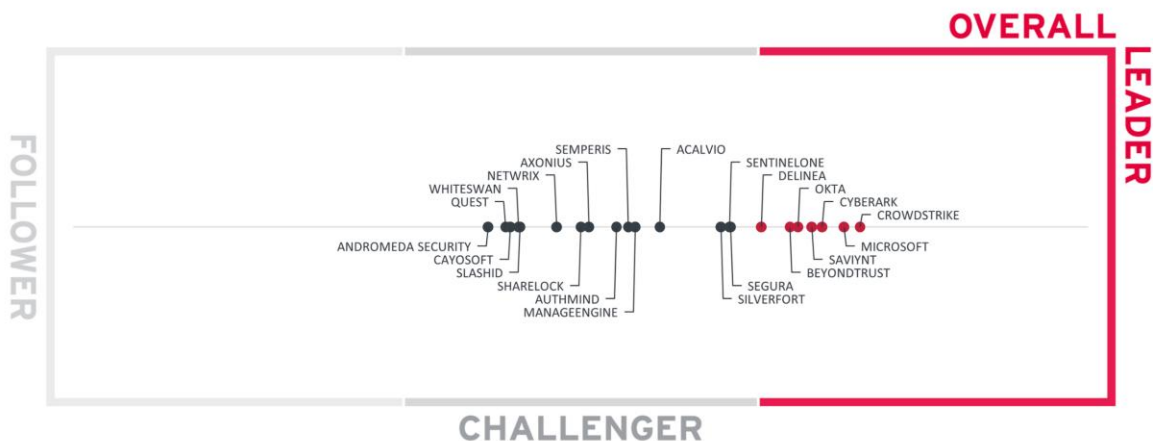 OVERALL
LEADER
FOLLOWER
SEMPERIS
ACALVIO
AXONIUS
SENTINELONE
NETWRIX
DELINEA
WHITESWAN
OKTA
QUEST
CYBERARK
CROWDSTRIKE
ANDROMEDA SECURITY
MICROSOFT
CAYOSOFT
SAVIYNT
SLASHID
BEYONDTRUST
SHARELOCK
SEGURA
AUTHMIND
SILVERFORT
MANAGEENGINE
CHALLENGER